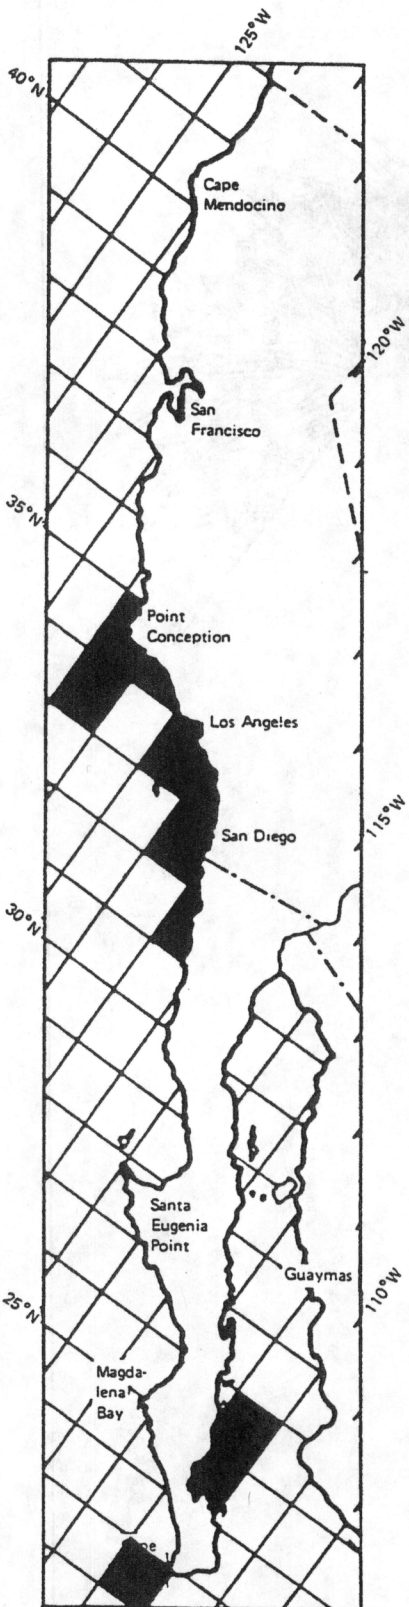 125°W
40°N
Cape
Mendocino
120°W
San
Francisco
35°N
Point
Conception
Los Angeles
115°W
San Diego
30°N
Santa
Eugenia
Point
Guaymas
110°W
25°N
Magda-
lena
Bay